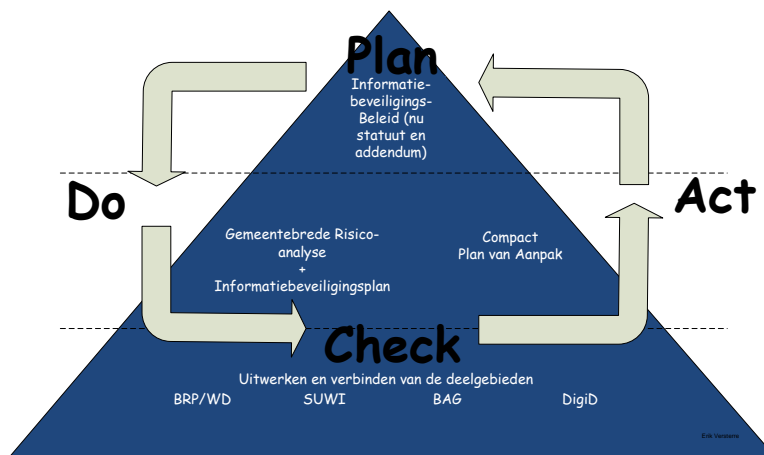 Plan
Informatie-
beveiligings-
Beleid (nu
statuut en
addendum)
Do
Act
Gemeentebrede Risico-
analyse
+
Informatiebeveiligingsplan
Compact
Plan van Aanpak
Check
Uitwerken en verbinden van de deelgebieden
BRP/WD SUWI BAG DigiD
Erik